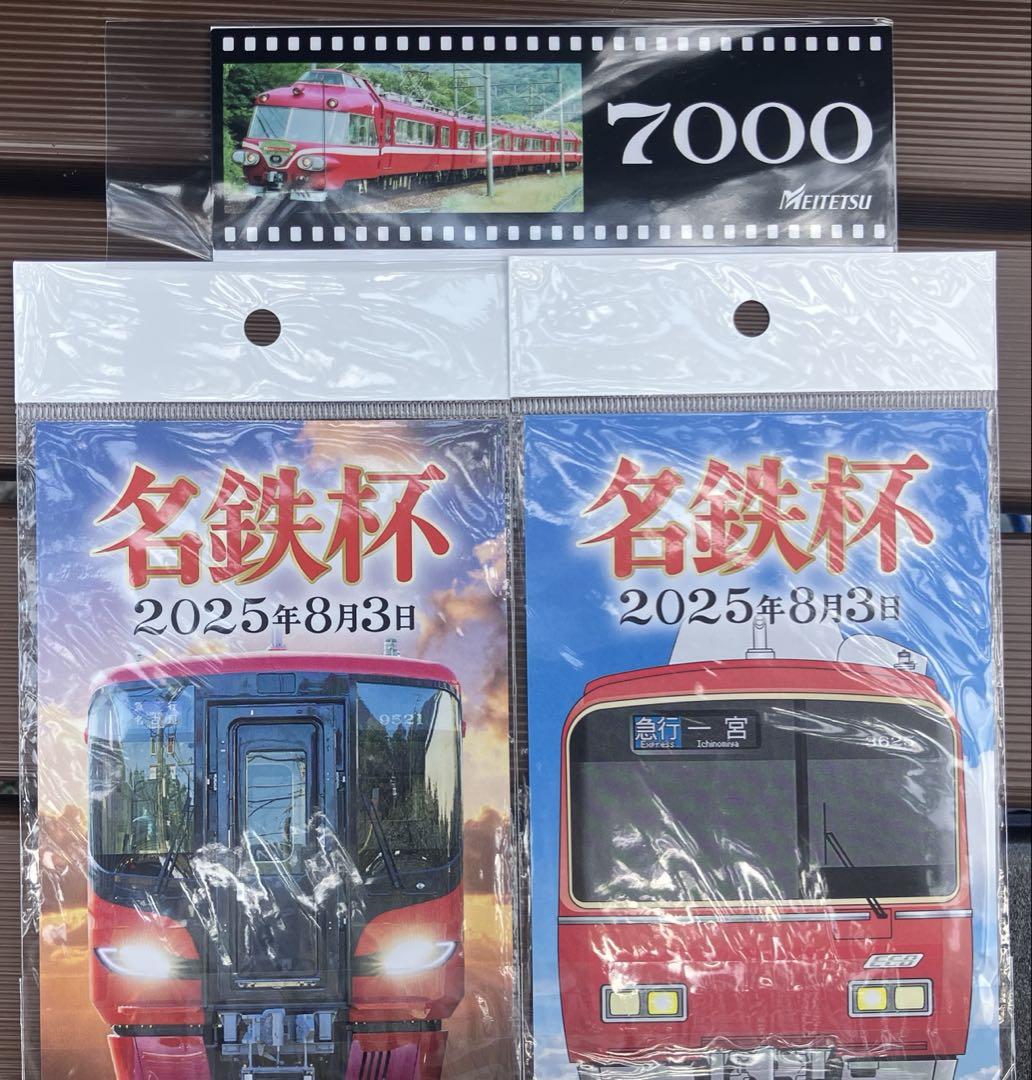 7000
MEITETSU
名鉄杯
2025年8月3日
9521
名鉄杯
2025年8月3日
急行 一宮
Express Ichinomiya
ECB